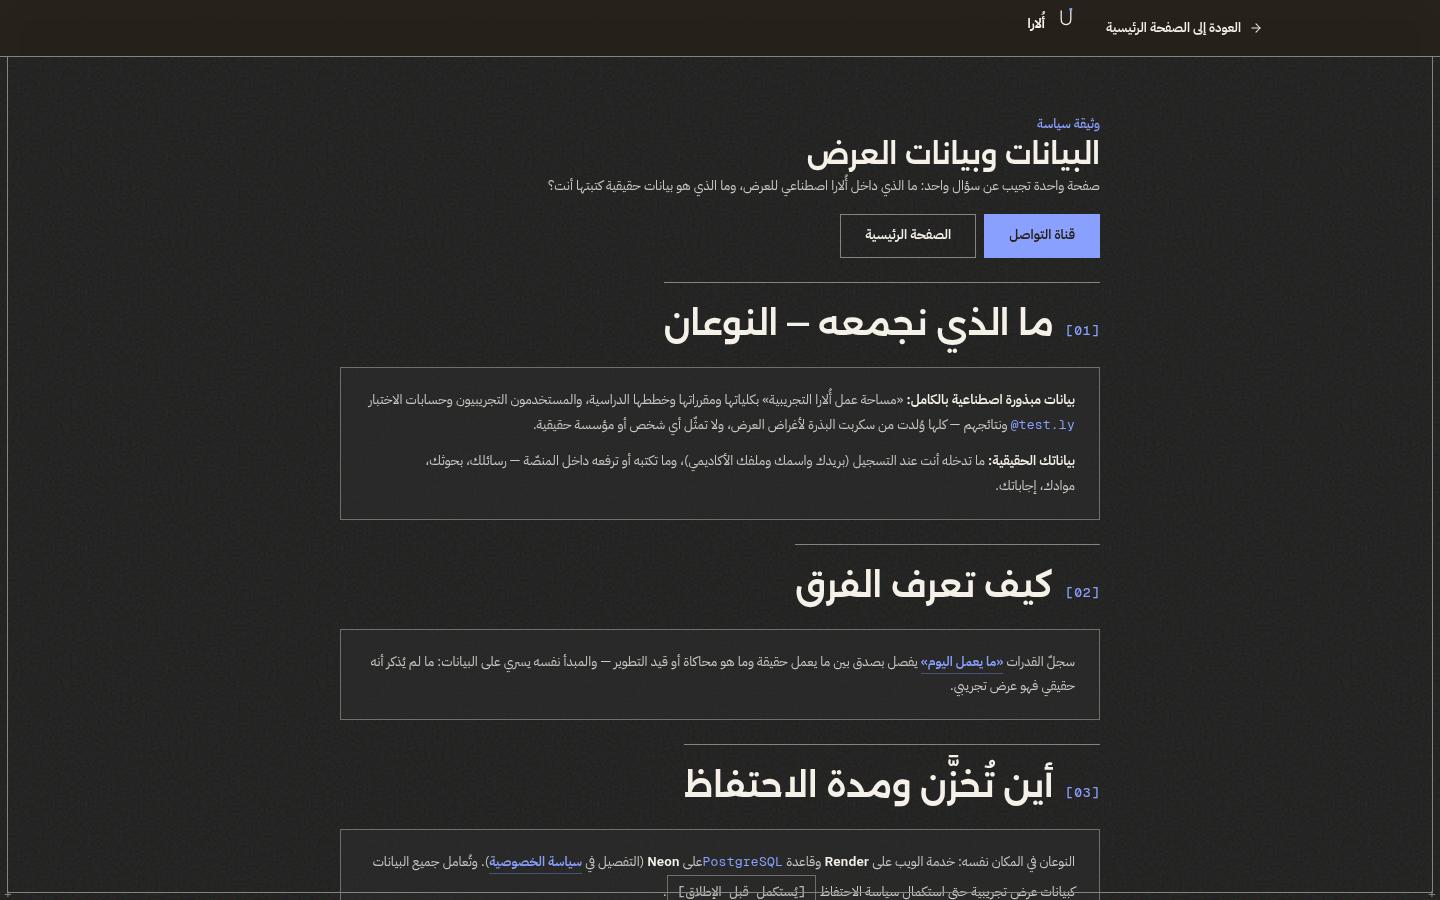 العودة إلى الصفحة الرئيسية
أُلارا
وثيقة سياسة
البيانات وبيانات العرض
صفحة واحدة تجيب عن سؤال واحد: ما الذي داخل أُلارا اصطناعي للعرض، وما الذي هو بيانات حقيقية كتبتها أنت؟
قناة التواصل
الصفحة الرئيسية
[01] ما الذي نجمعه — النوعان
بيانات مبذورة اصطناعية بالكامل: «مساحة عمل أُلارا التجريبية» بكلياتها ومقرراتها وخططها الدراسية، والمستخدمون التجريبيون وحسابات الاختبار
@test.ly ونتائجهم — كلها وُلدت من سكربت البذرة لأغراض العرض، ولا تمثّل أي شخص أو مؤسسة حقيقية.
بياناتك الحقيقية: ما تدخله أنت عند التسجيل (بريدك واسمك وملفك الأكاديمي)، وما تكتبه أو ترفعه داخل المنصّة — رسائلك، بحوثك،
موادك، إجاباتك.
[02] كيف تعرف الفرق
سجلّ القدرات «ما يعمل اليوم» يفصل بصدق بين ما يعمل حقيقة وما هو محاكاة أو قيد التطوير — والمبدأ نفسه يسري على البيانات: ما لم يُذكر أنه
حقيقي فهو عرض تجريبي.
[03] أين تُخزَّن ومدة الاحتفاظ
النوعان في المكان نفسه: خدمة الويب على Render وقاعدة PostgreSQL على Neon (التفصيل في سياسة الخصوصية). وتُعامل جميع البيانات
كبيانات عرض تجريبية حتى استكمال سياسة الاحتفاظ [يُستكمل قبل الإطلاق].